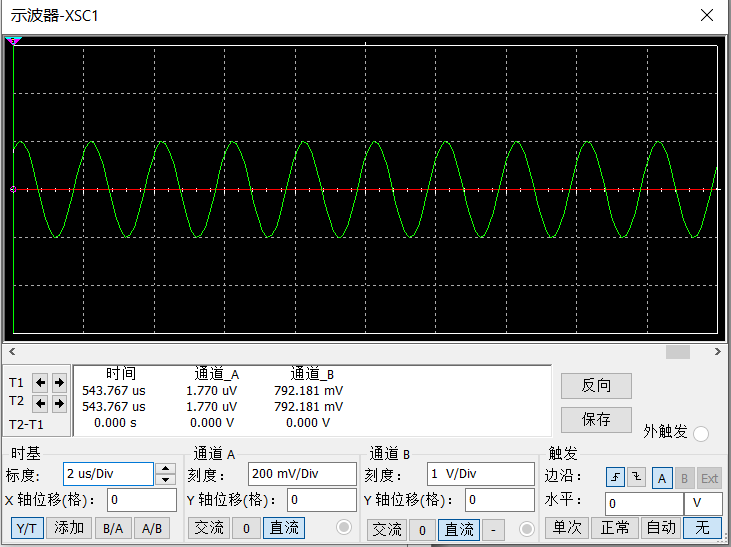 示波器-XSC1
时间 通道_A 通道_B
T1 543.767 us 1.770 uV 792.181 mV
T2 543.767 us 1.770 uV 792.181 mV
T2-T1 0.000 s 0.000 V 0.000 V
反向
保存
外触发
时基
标度: 2 us/Div
X 轴位移(格): 0
Y/T 添加 B/A A/B
通道 A
刻度: 200 mV/Div
Y 轴位移(格): 0
交流 0 直流
通道 B
刻度: 1 V/Div
Y 轴位移(格): 0
交流 0 直流 -
触发
边沿: A B Ext
水平: 0 V
单次 正常 自动 无